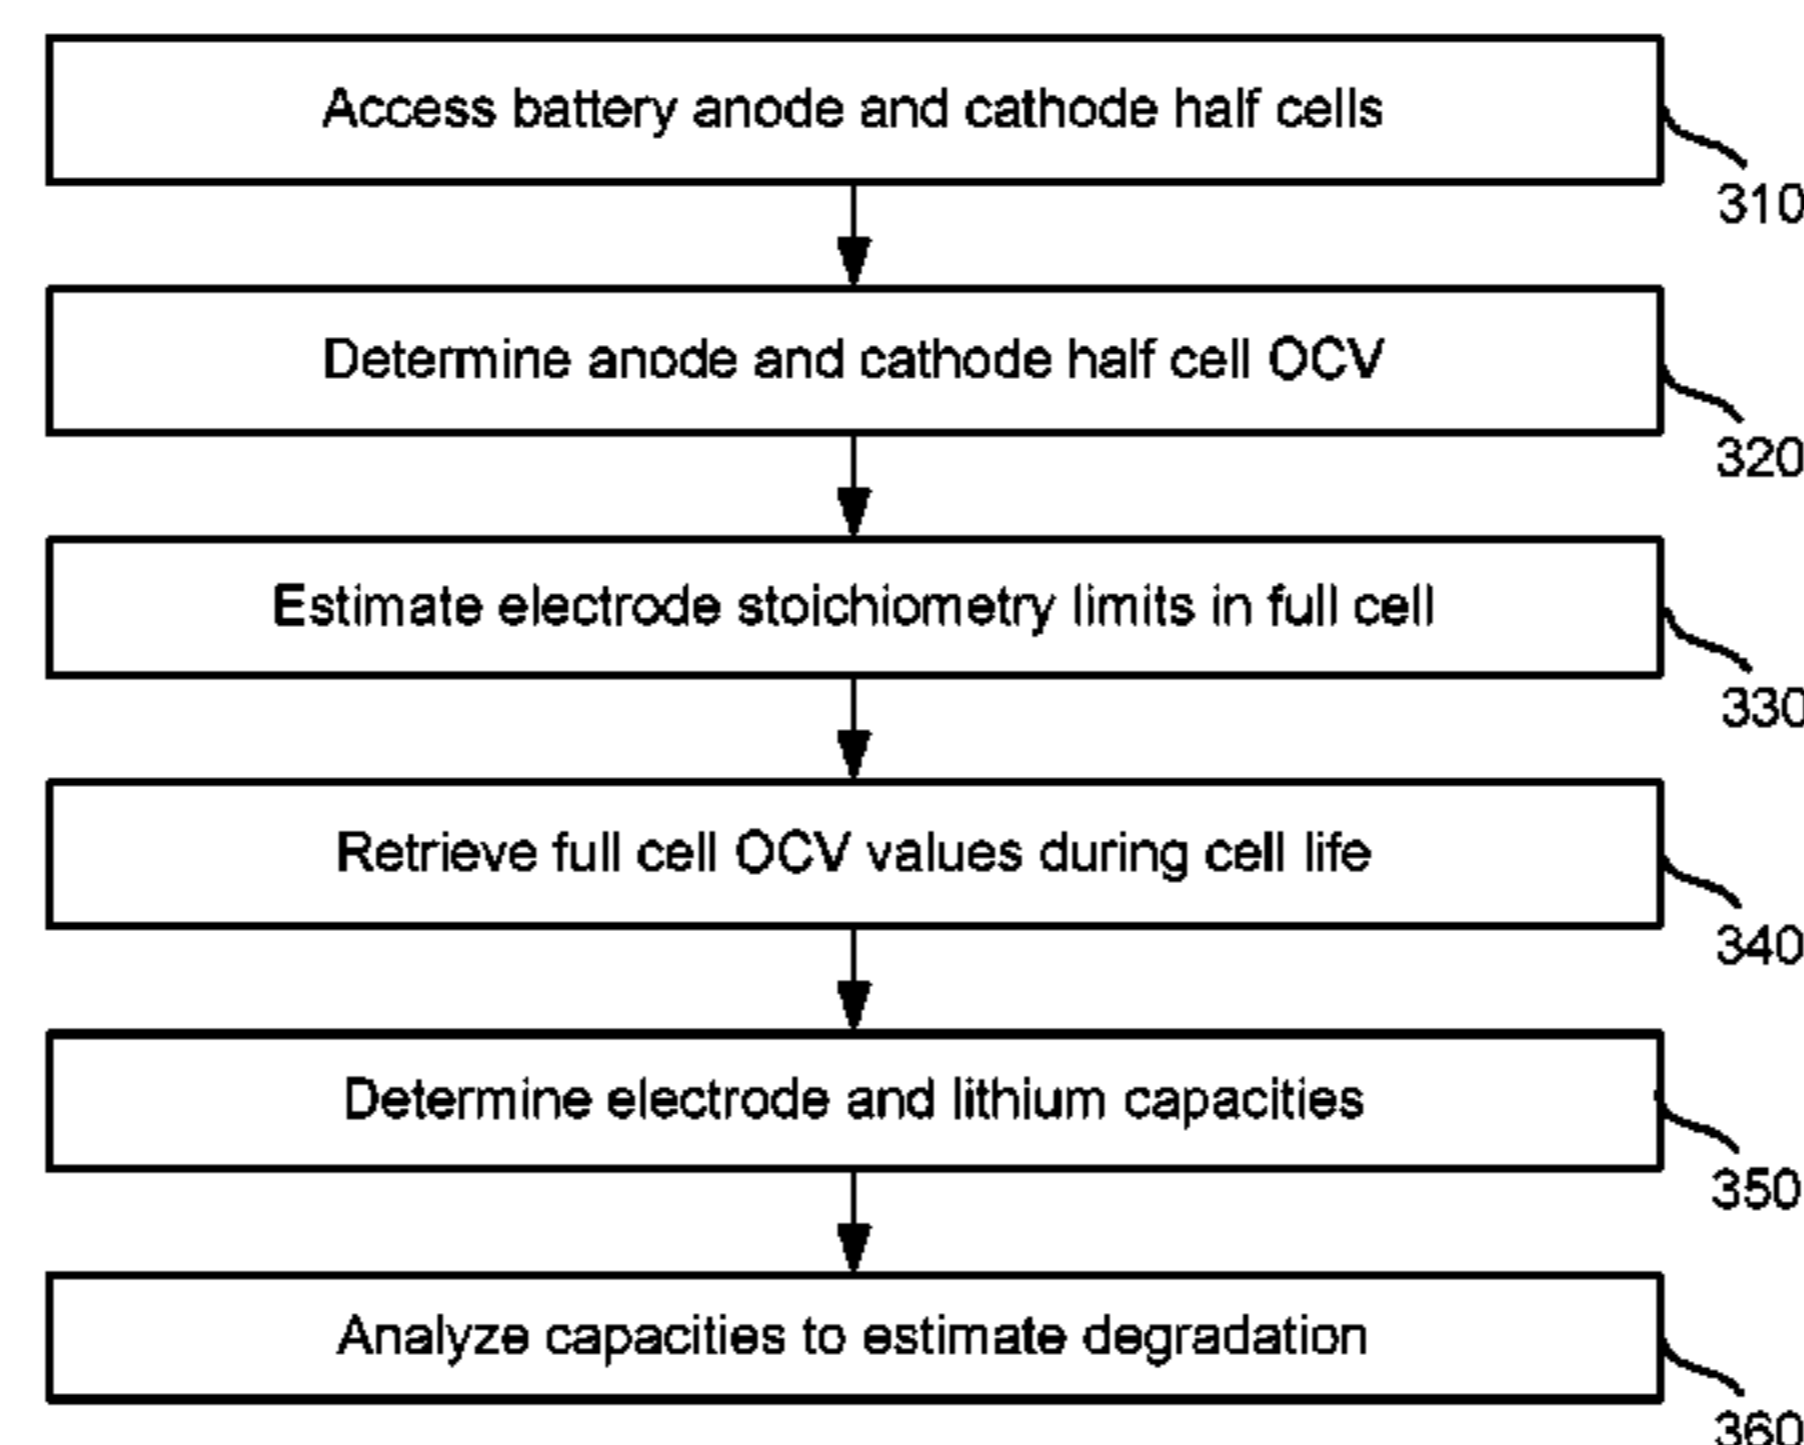 Access battery anode and cathode half cells
310
Determine anode and cathode half cell OCV
320
Estimate electrode stoichiometry limits in full cell
330
Retrieve full cell OCV values during cell life
340
Determine electrode and lithium capacities
350
Analyze capacities to estimate degradation
360